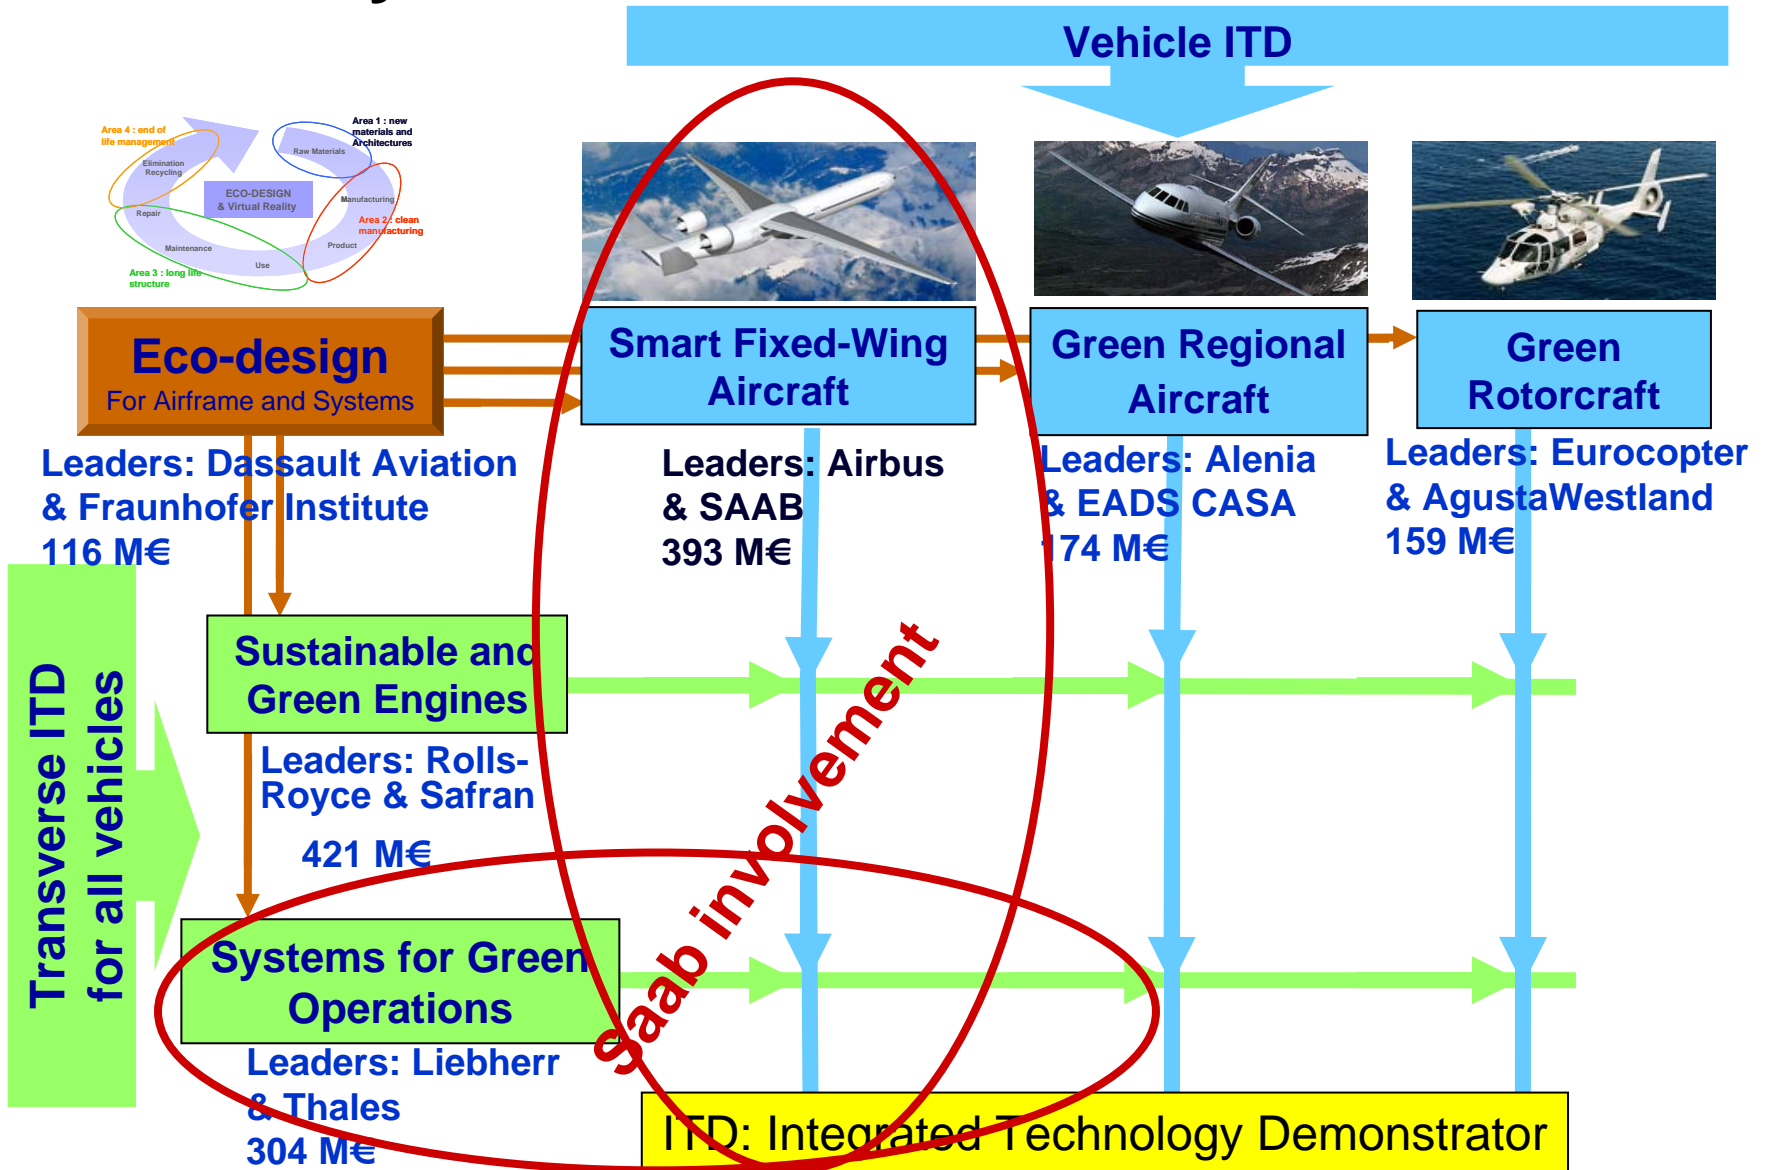 Vehicle ITD
Area 4 : end of
life management
Area 1 : new
materials and
Architectures
Raw Materials
Elimination
Recycling
ECO-DESIGN
& Virtual Reality
Manufacturing
Repair
Area 2 : clean
manufacturing
Product
Maintenance
Use
Area 3 : long life
structure
Eco-design
For Airframe and Systems
Smart Fixed-Wing
Aircraft
Green Regional
Aircraft
Green
Rotorcraft
Leaders: Dassault Aviation
& Fraunhofer Institute
116 M€
Leaders: Airbus
& SAAB
393 M€
Leaders: Alenia
& EADS CASA
174 M€
Leaders: Eurocopter
& AgustaWestland
159 M€
Transverse ITD
for all vehicles
Sustainable and
Green Engines
Leaders: Rolls-
Royce & Safran
421 M€
Saab involvement
Systems for Green
Operations
Leaders: Liebherr
& Thales
304 M€
ITD: Integrated Technology Demonstrator